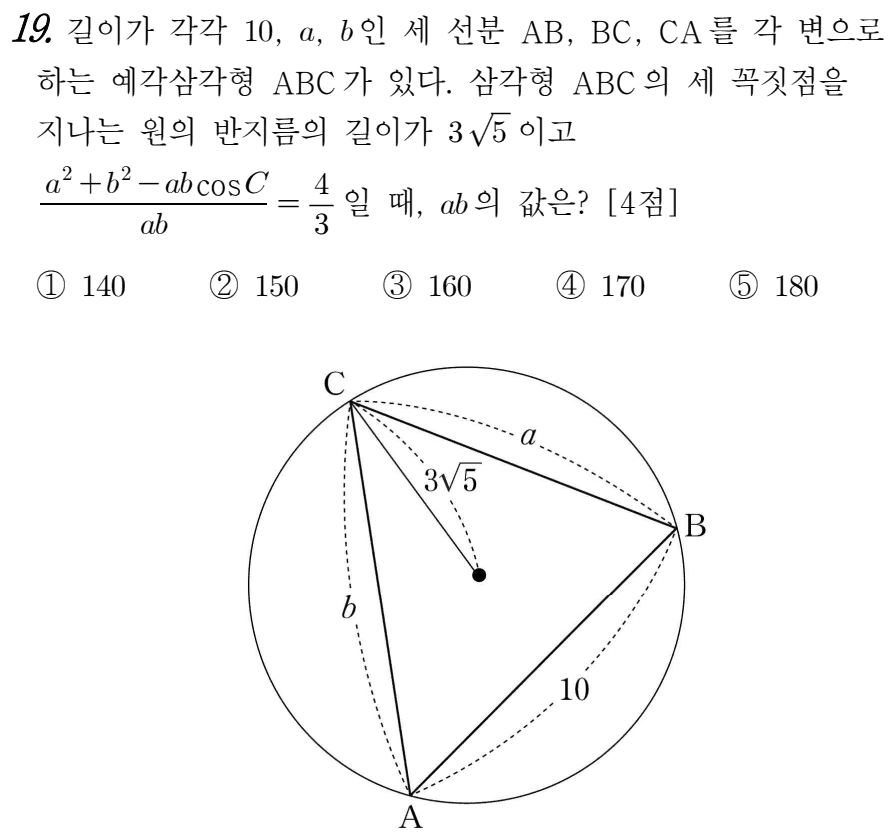 19. 길이가 각각 10, a, b인 세 선분 AB, BC, CA를 각 변으로
하는 예각삼각형 ABC가 있다. 삼각형 ABC의 세 꼭짓점을
지나는 원의 반지름의 길이가 3√5 이고
(a²+b²−ab cos C)/(ab) = 4/3 일 때, ab의 값은? [4점]
① 140 ② 150 ③ 160 ④ 170 ⑤ 180
C
a
3√5
B
b
10
A